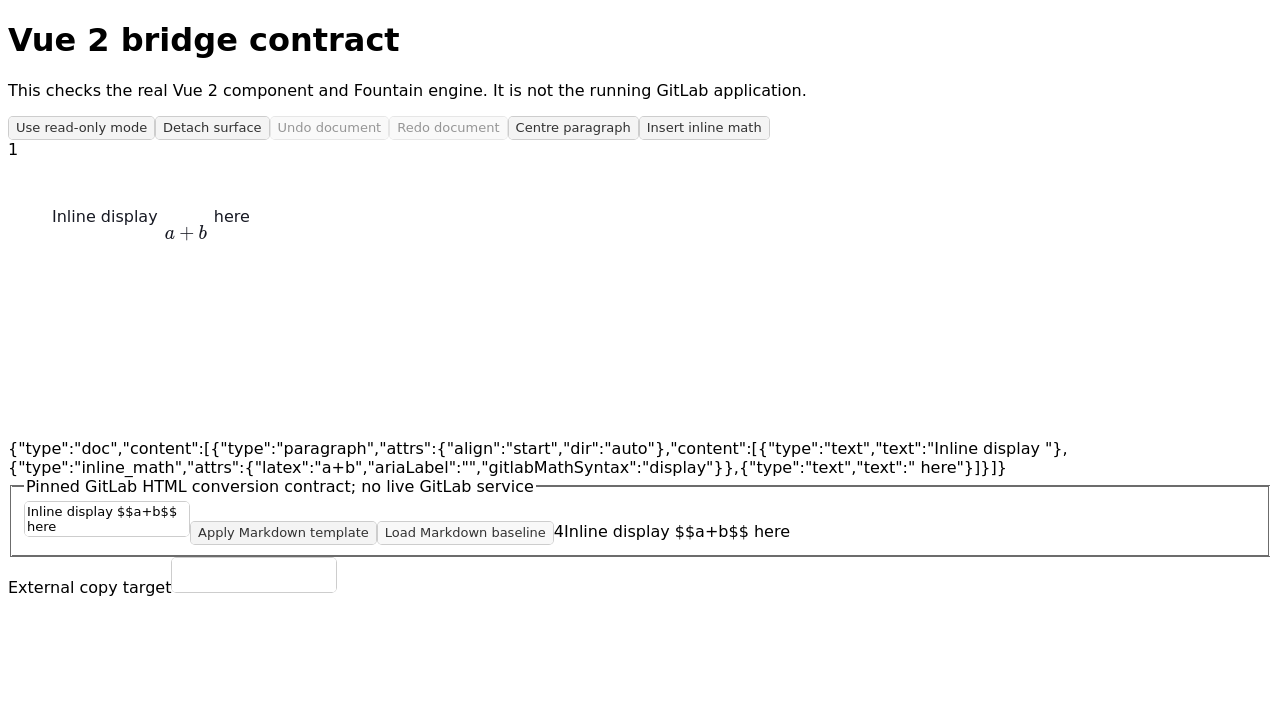 Vue 2 bridge contract
This checks the real Vue 2 component and Fountain engine. It is not the running GitLab application.
Use read-only mode Detach surface Undo document Redo document Centre paragraph Insert inline math
1
Inline display a + b here
{"type":"doc","content":[{"type":"paragraph","attrs":{"align":"start","dir":"auto"},"content":[{"type":"text","text":"Inline display "},
{"type":"inline_math","attrs":{"latex":"a+b","ariaLabel":"","gitlabMathSyntax":"display"}},{"type":"text","text":" here"}]}]}
Pinned GitLab HTML conversion contract; no live GitLab service
Inline display $$a+b$$
here
Apply Markdown template Load Markdown baseline 4Inline display $$a+b$$ here
External copy target